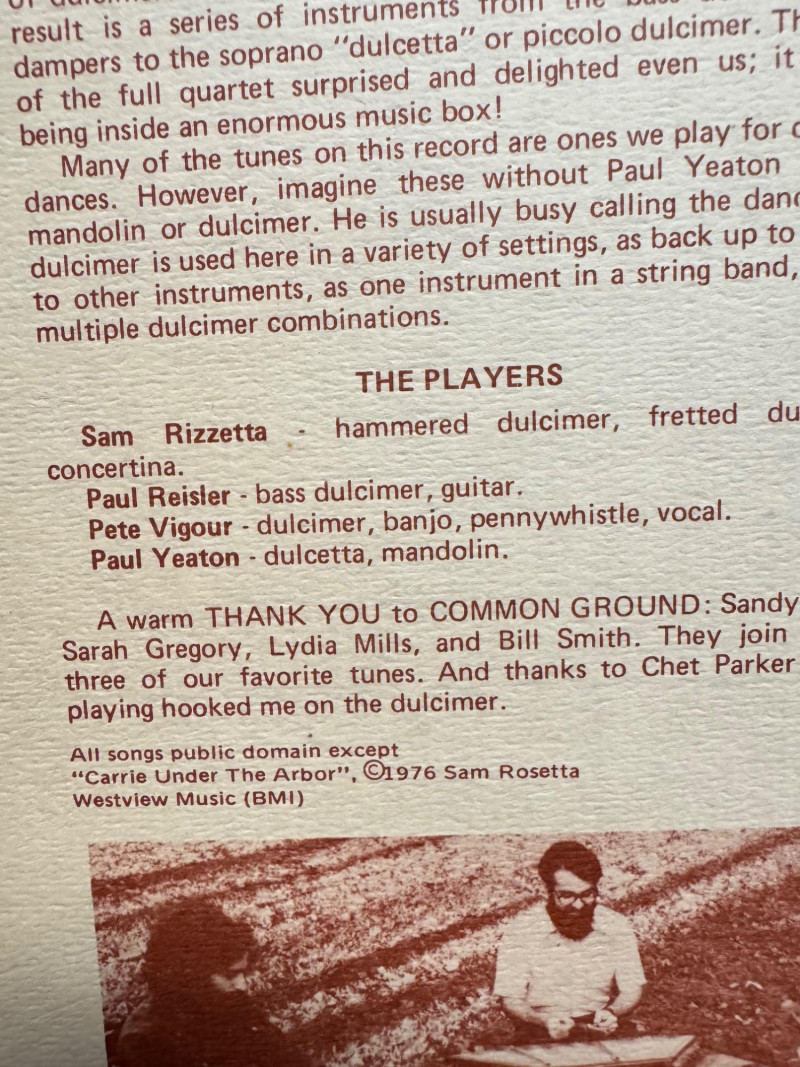 result is a series of instruments from the bass
dampers to the soprano "dulcetta" or piccolo dulcimer.
of the full quartet surprised and delighted even us; it
being inside an enormous music box!
Many of the tunes on this record are ones we play for
dances. However, imagine these without Paul Yeaton
mandolin or dulcimer. He is usually busy calling the
dulcimer is used here in a variety of settings, as back up to
to other instruments, as one instrument in a string band,
multiple dulcimer combinations.
THE PLAYERS
Sam Rizzetta - hammered dulcimer, fretted du
concertina.
Paul Reisler - bass dulcimer, guitar.
Pete Vigour - dulcimer, banjo, pennywhistle, vocal.
Paul Yeaton - dulcetta, mandolin.
A warm THANK YOU to COMMON GROUND: Sandy
Sarah Gregory, Lydia Mills, and Bill Smith. They join
three of our favorite tunes. And thanks to Chet Parker
playing hooked me on the dulcimer.
All songs public domain except
"Carrie Under The Arbor", ©1976 Sam Rosetta
Westview Music (BMI)